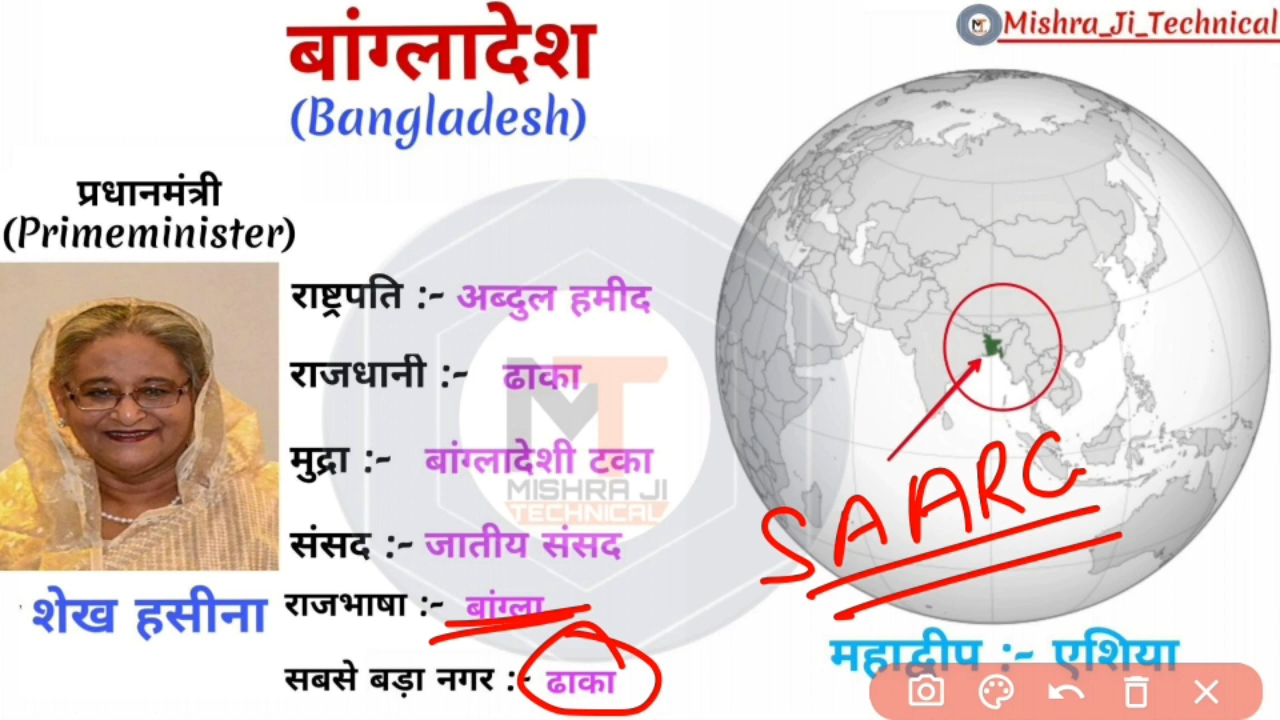 बांग्लादेश
(Bangladesh)
Mishra_Ji_Technical
प्रधानमंत्री
(Primeminister)
राष्ट्रपति :- अब्दुल हमीद
राजधानी :- ढाका
मुद्रा :- बांग्लादेशी टका
MISHRA JI
TECHNICAL
संसद :- जातीय संसद
शेख हसीना
राजभाषा :- बांग्ला
सबसे बड़ा नगर :- ढाका
SAARC
महाद्वीप :- एशिया